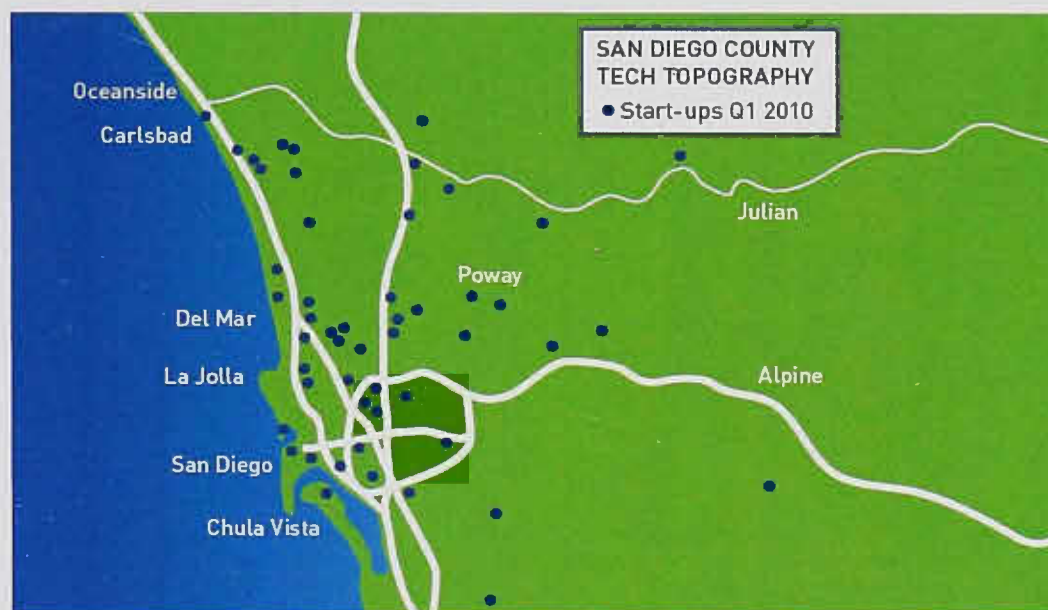 SAN DIEGO COUNTY
TECH TOPOGRAPHY
Start-ups Q1 2010
Oceanside
Carlsbad
Julian
Poway
Del Mar
La Jolla
Alpine
San Diego
Chula Vista